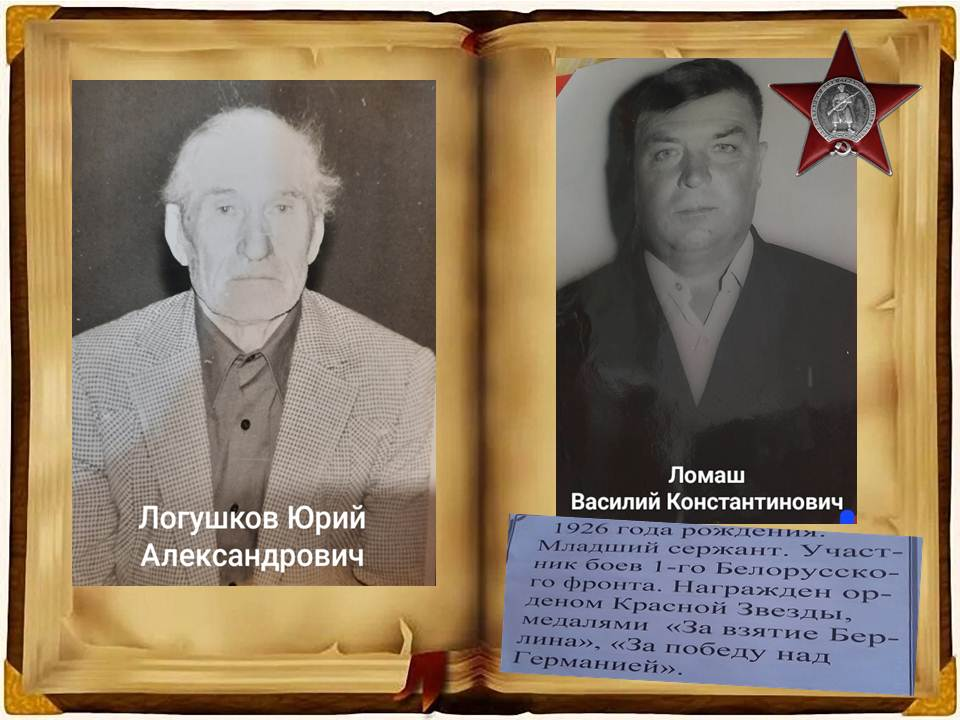 Логушков Юрий
Александрович
Ломаш
Василий Константинович
1926 года рождения.
Младший сержант. Участ-
ник боев 1-го Белорусско-
го фронта. Награжден ор-
деном Красной Звезды,
медалями «За взятие Бер-
лина», «За победу над
Германией».